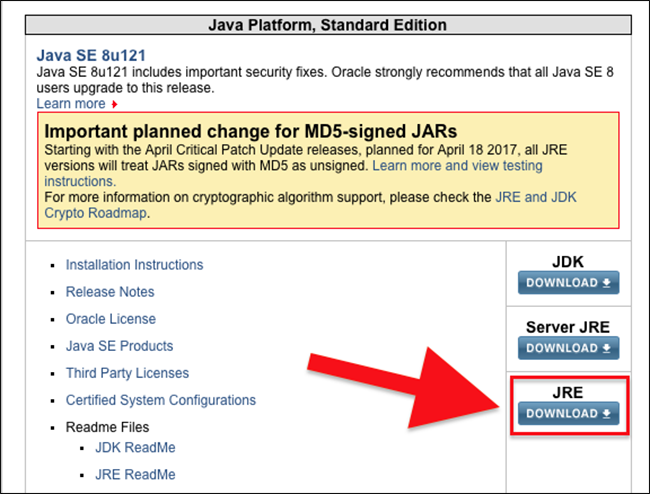 Java Platform, Standard Edition
Java SE 8u121
Java SE 8u121 includes important security fixes. Oracle strongly recommends that all Java SE 8
users upgrade to this release.
Learn more
Important planned change for MD5-signed JARs
Starting with the April Critical Patch Update releases, planned for April 18 2017, all JRE
versions will treat JARs signed with MD5 as unsigned. Learn more and view testing
instructions.
For more information on cryptographic algorithm support, please check the JRE and JDK
Crypto Roadmap.
Installation Instructions
Release Notes
Oracle License
Java SE Products
Third Party Licenses
Certified System Configurations
Readme Files
JDK ReadMe
JRE ReadMe
JDK
DOWNLOAD
Server JRE
DOWNLOAD
JRE
DOWNLOAD